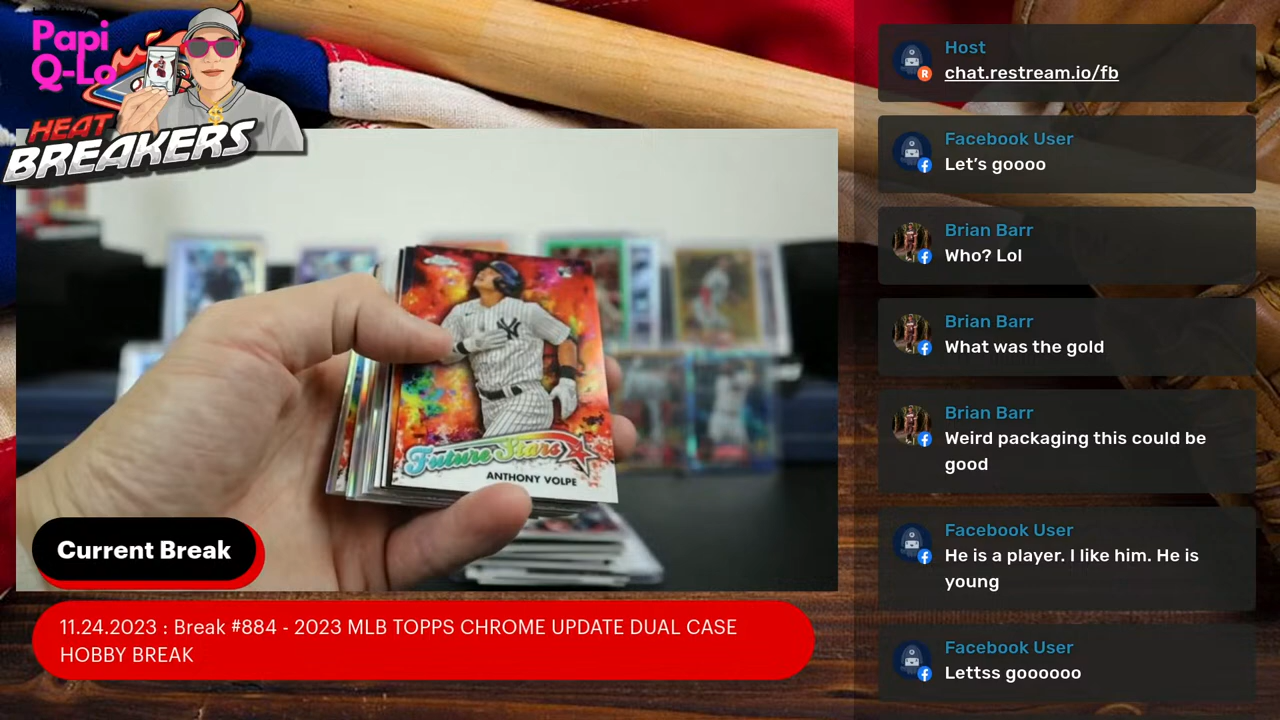 Papi
Q-Lo
HEAT
BREAKERS
Future Stars
ANTHONY VOLPE
Current Break
11.24.2023 : Break #884 - 2023 MLB TOPPS CHROME UPDATE DUAL CASE
HOBBY BREAK
Host
chat.restream.io/fb
Facebook User
Let’s goooo
Brian Barr
Who? Lol
Brian Barr
What was the gold
Brian Barr
Weird packaging this could be
good
Facebook User
He is a player. I like him. He is
young
Facebook User
Lettss goooooo